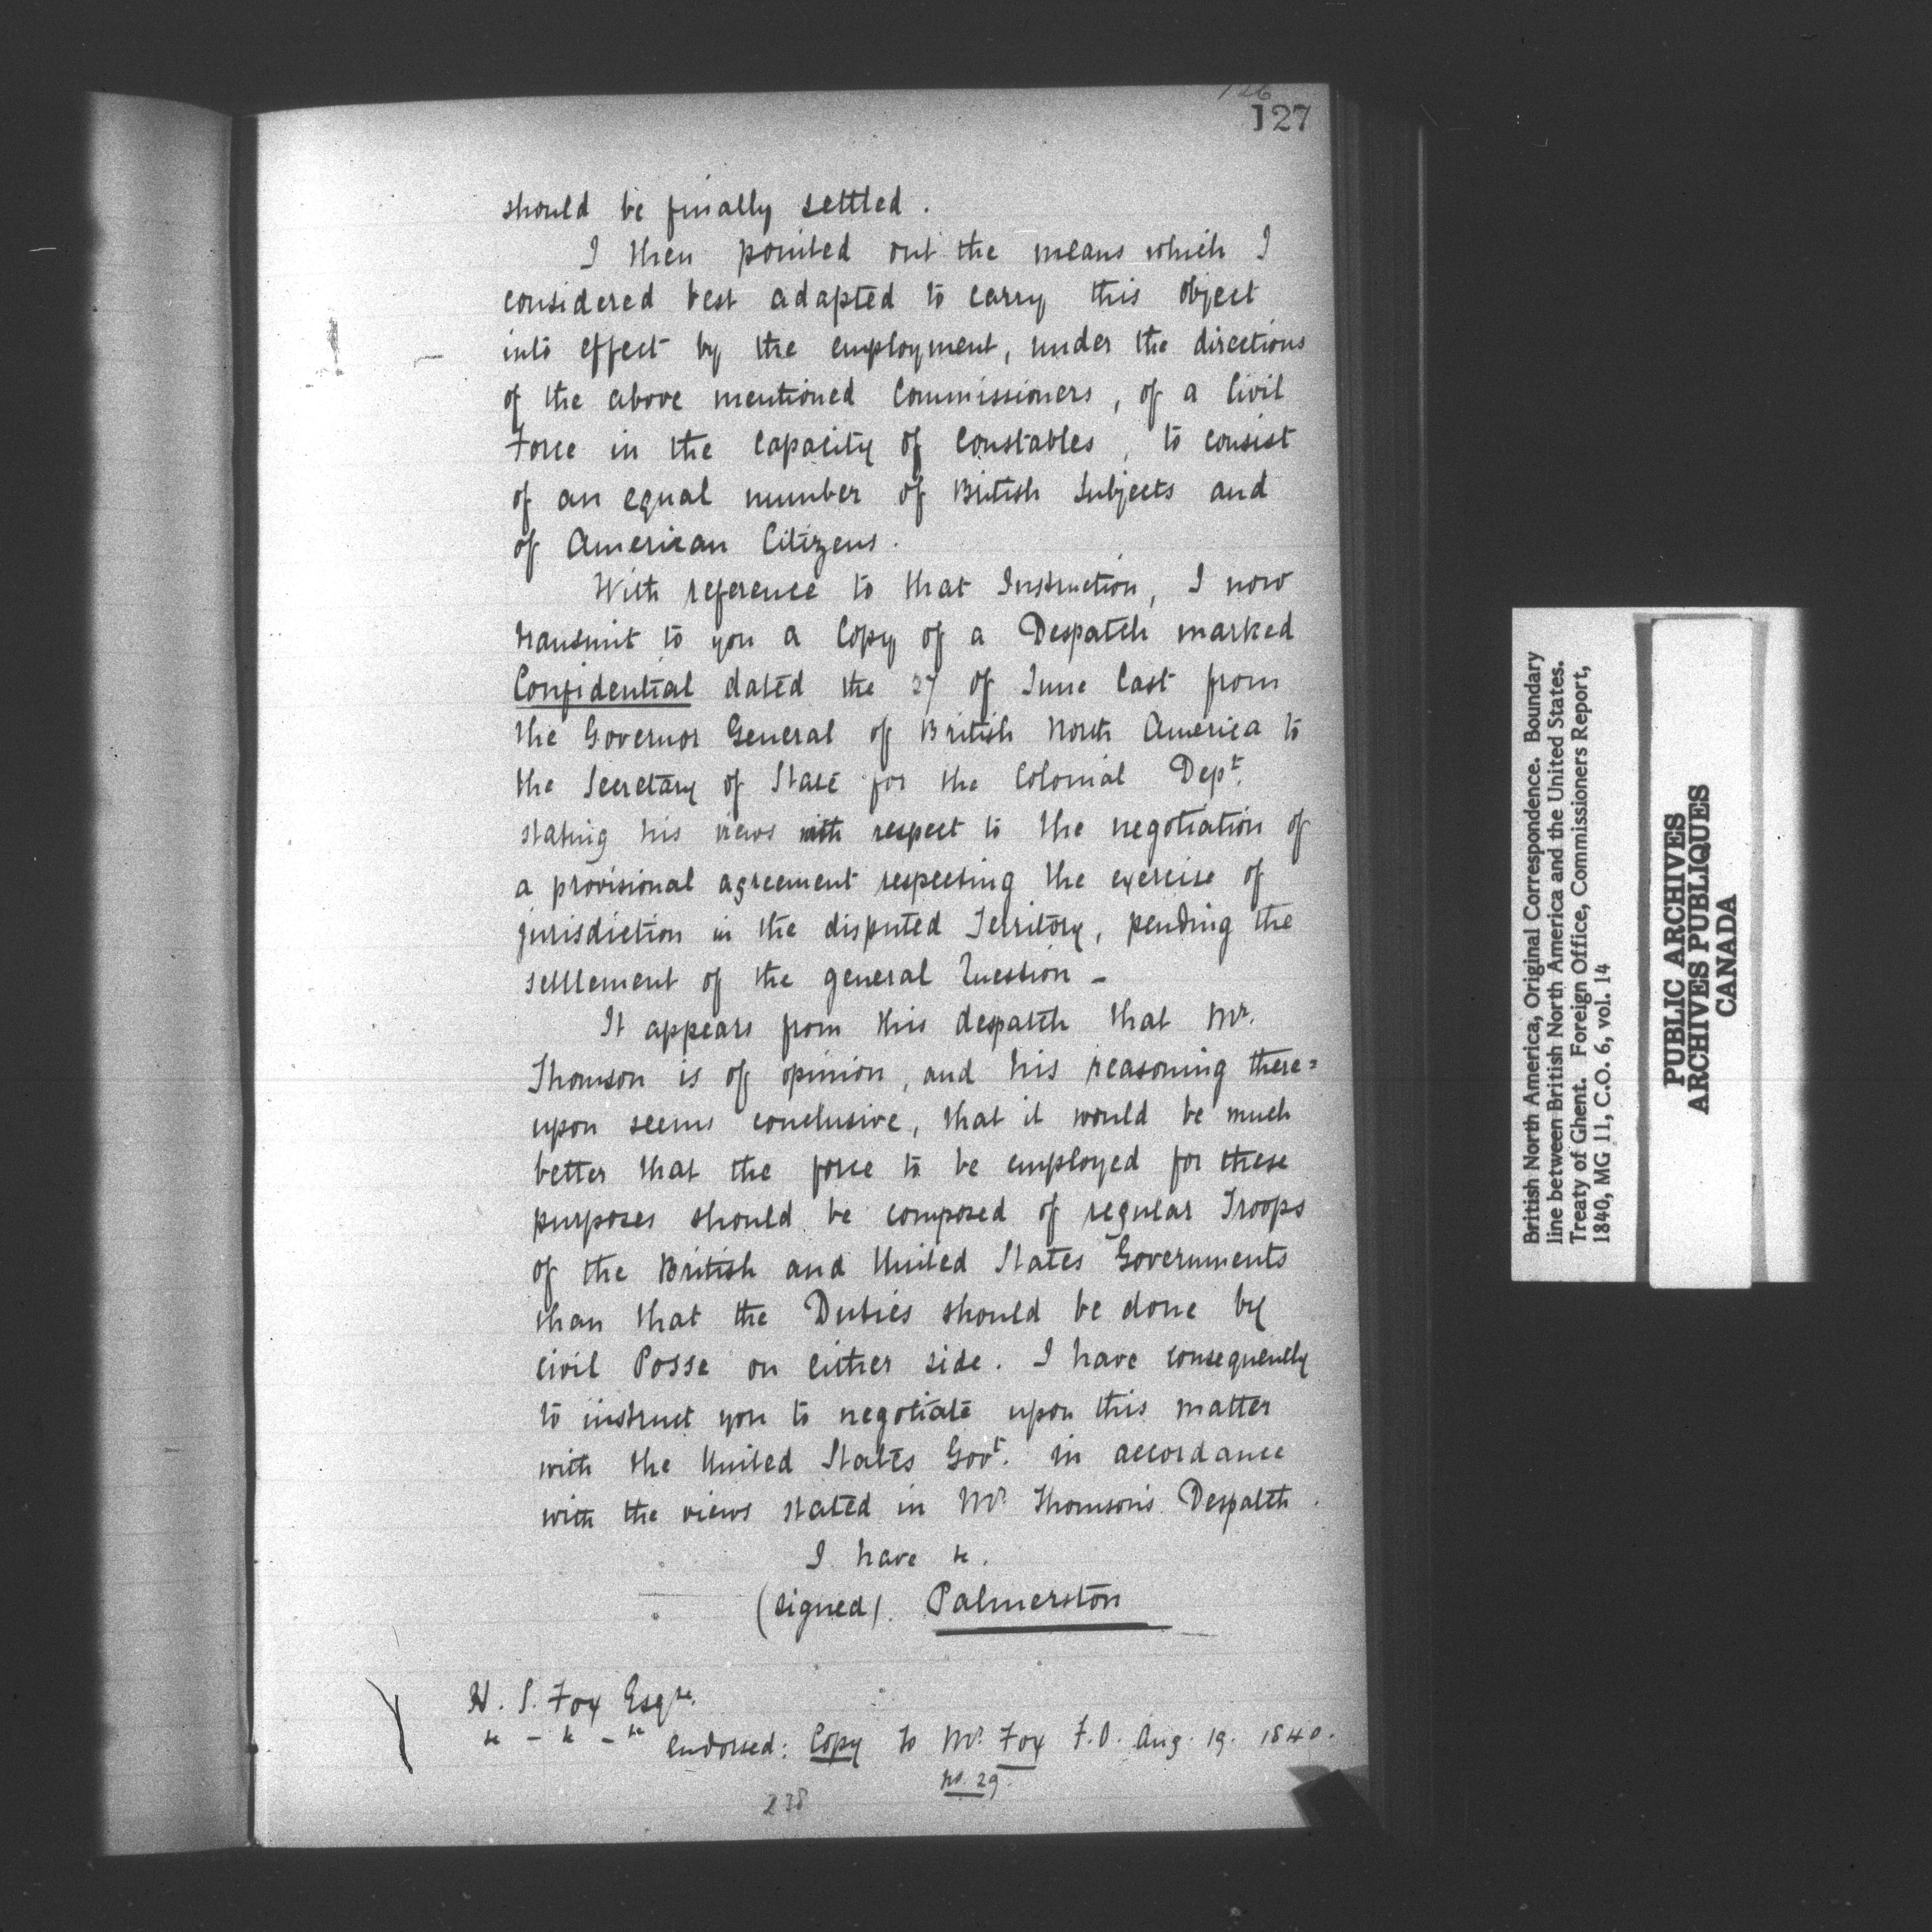 126
127
should be finally settled.
I then pointed out the means which I
considered best adapted to carry this object
into effect by the employment, under the directions
of the above mentioned Commissioners, of a Civil
Force in the capacity of Constables, to consist
of an equal number of British Subjects and
of American Citizens.
With reference to that Instruction, I now
transmit to you a Copy of a Despatch marked
Confidential dated the 27 of June last from
the Governor General of British North America to
the Secretary of State for the Colonial Dept.
stating his views with respect to the negotiation of
a provisional agreement respecting the exercise of
jurisdiction in the disputed Territory, pending the
settlement of the general Question -
It appears from this despatch that Mr.
Thomson is of opinion, and his reasoning there=
upon seems conclusive, that it would be much
better that the force to be employed for these
purposes should be composed of regular Troops
of the British and United States Governments
than that the Duties should be done by
civil Posse on either side. I have consequently
to instruct you to negotiate upon this matter
with the United States Govt. in accordance
with the views stated in Mr Thomson's Despatch.
I have &c.
(signed). Palmerston
H. S. Fox Esqre.
&c - &c - &c
Endorsed: Copy to Mr Fox F.O. Aug. 19. 1840.
No. 29.
238
British North America, Original Correspondence. Boundary
line between British North America and the United States.
Treaty of Ghent. Foreign Office, Commissioners Report,
1840, MG 11, C.O. 6, vol. 14
PUBLIC ARCHIVES
ARCHIVES PUBLIQUES
CANADA